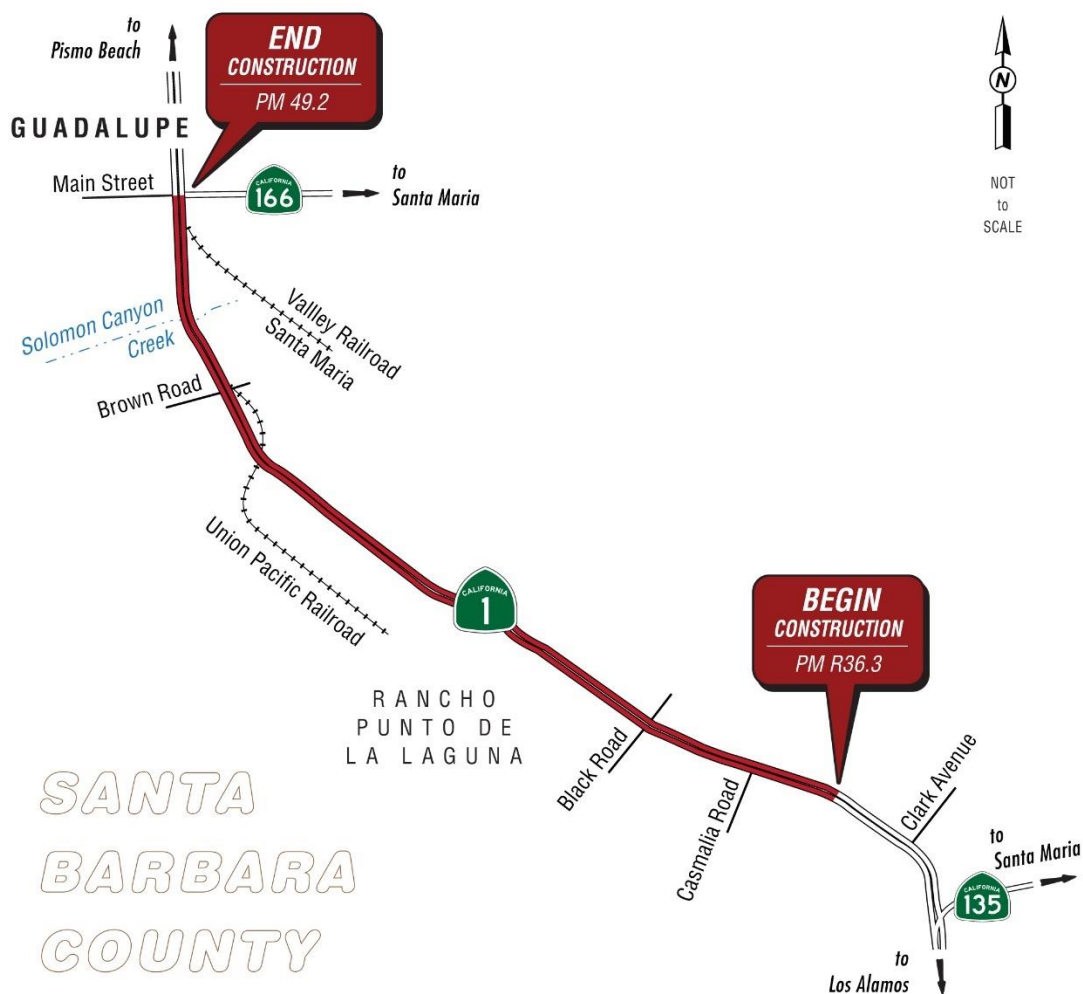 to
Pismo Beach
END
CONSTRUCTION
PM 49.2
GUADALUPE
Main Street
CALIFORNIA
166
to
Santa Maria
N
NOT
to
SCALE
Solomon Canyon
Creek
Vallley Railroad
Santa Maria
Brown Road
Union Pacific Railroad
CALIFORNIA
1
BEGIN
CONSTRUCTION
PM R36.3
RANCHO
PUNTO DE
LA LAGUNA
Black Road
Casmalia Road
Clark Avenue
to
Santa Maria
CALIFORNIA
135
to
Los Alamos
SANTA
BARBARA
COUNTY